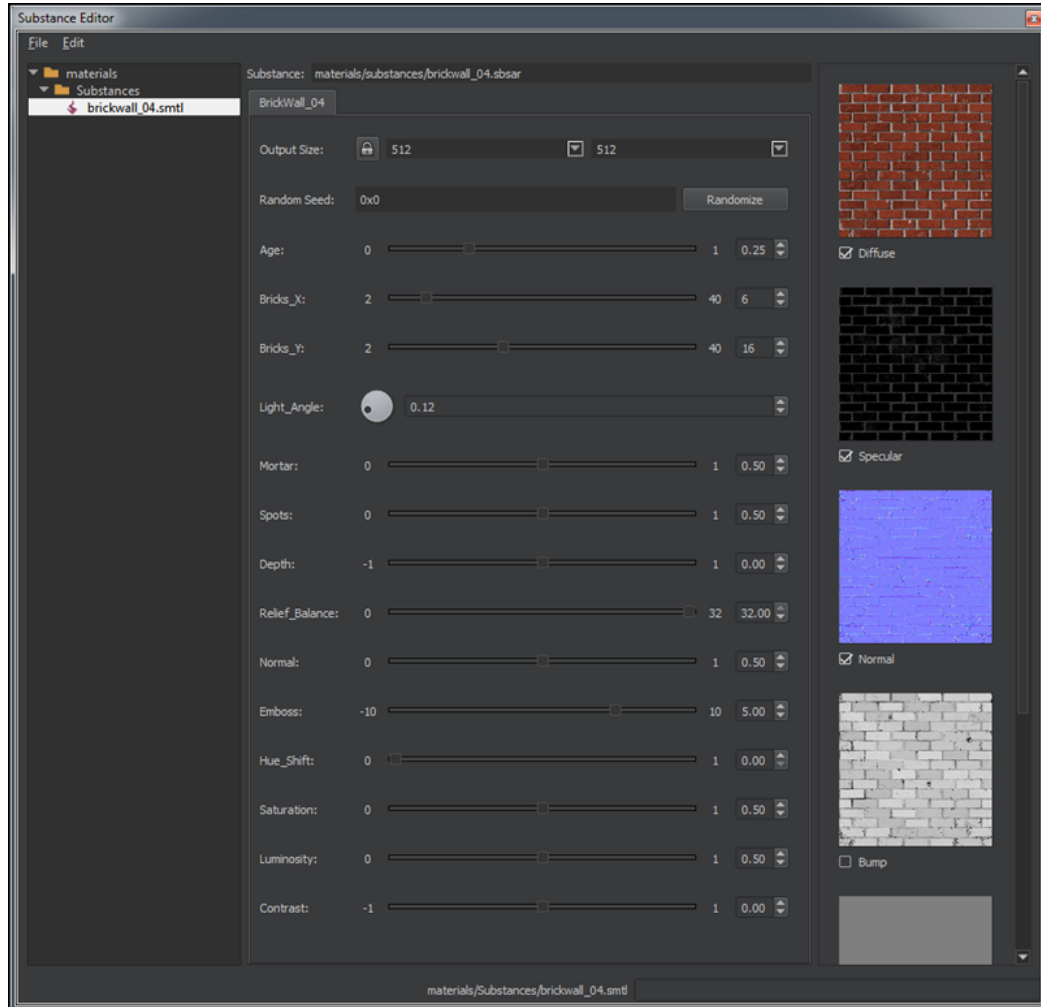 Substance Editor
File Edit
materials
Substances
brickwall_04.smtl
Substance: materials/substances/brickwall_04.sbsar
BrickWall_04
Output Size: 512 512
Random Seed: 0x0 Randomize
Age: 0 1 0.25
Bricks_X: 2 40 6
Bricks_Y: 2 40 16
Light_Angle: 0.12
Mortar: 0 1 0.50
Spots: 0 1 0.50
Depth: -1 1 0.00
Relief_Balance: 0 32 32.00
Normal: 0 1 0.50
Emboss: -10 10 5.00
Hue_Shift: 0 1 0.00
Saturation: 0 1 0.50
Luminosity: 0 1 0.50
Contrast: -1 1 0.00
Diffuse
Specular
Normal
Bump
materials/Substances/brickwall_04.smtl